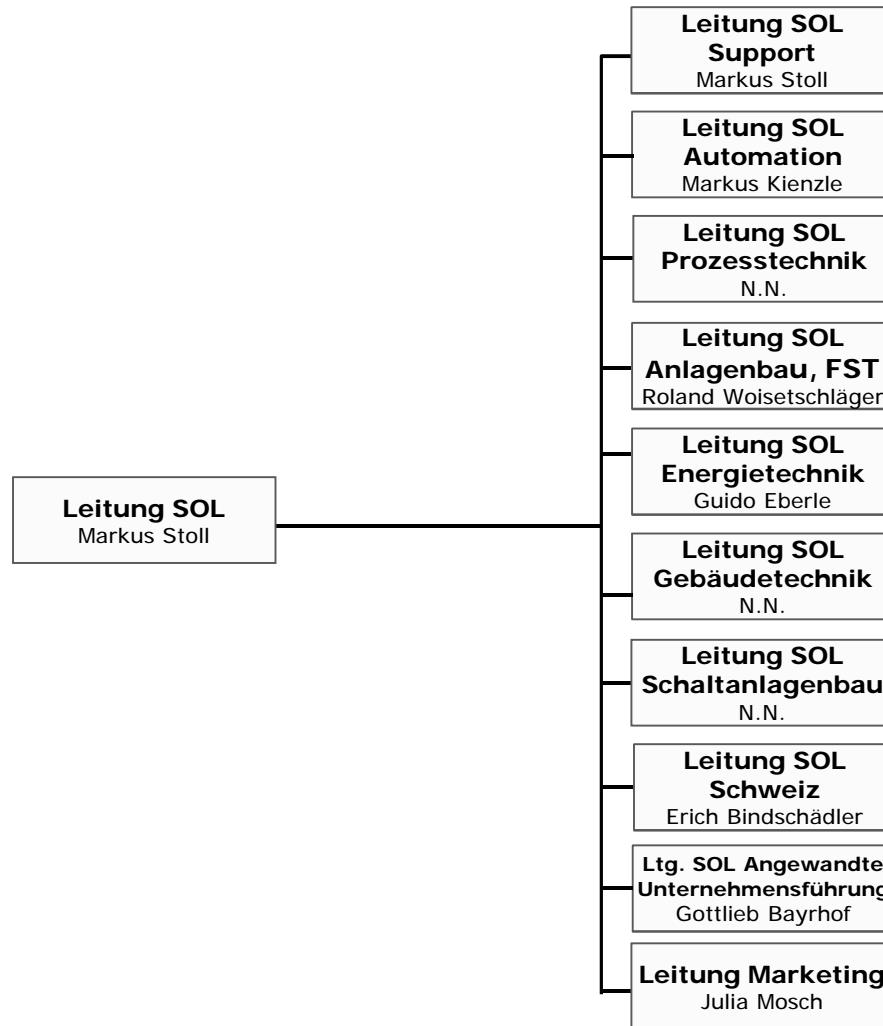 Leitung SOL
Support
Markus Stoll
Leitung SOL
Automation
Markus Kienzle
Leitung SOL
Prozesstechnik
N.N.
Leitung SOL
Anlagenbau, FST
Roland Woisetschläger
Leitung SOL
Energietechnik
Guido Eberle
Leitung SOL
Markus Stoll
Leitung SOL
Gebäudetechnik
N.N.
Leitung SOL
Schaltanlagenbau
N.N.
Leitung SOL
Schweiz
Erich Bindschädler
Ltg. SOL Angewandte
Unternehmensführung
Gottlieb Bayrhof
Leitung Marketing
Julia Mosch